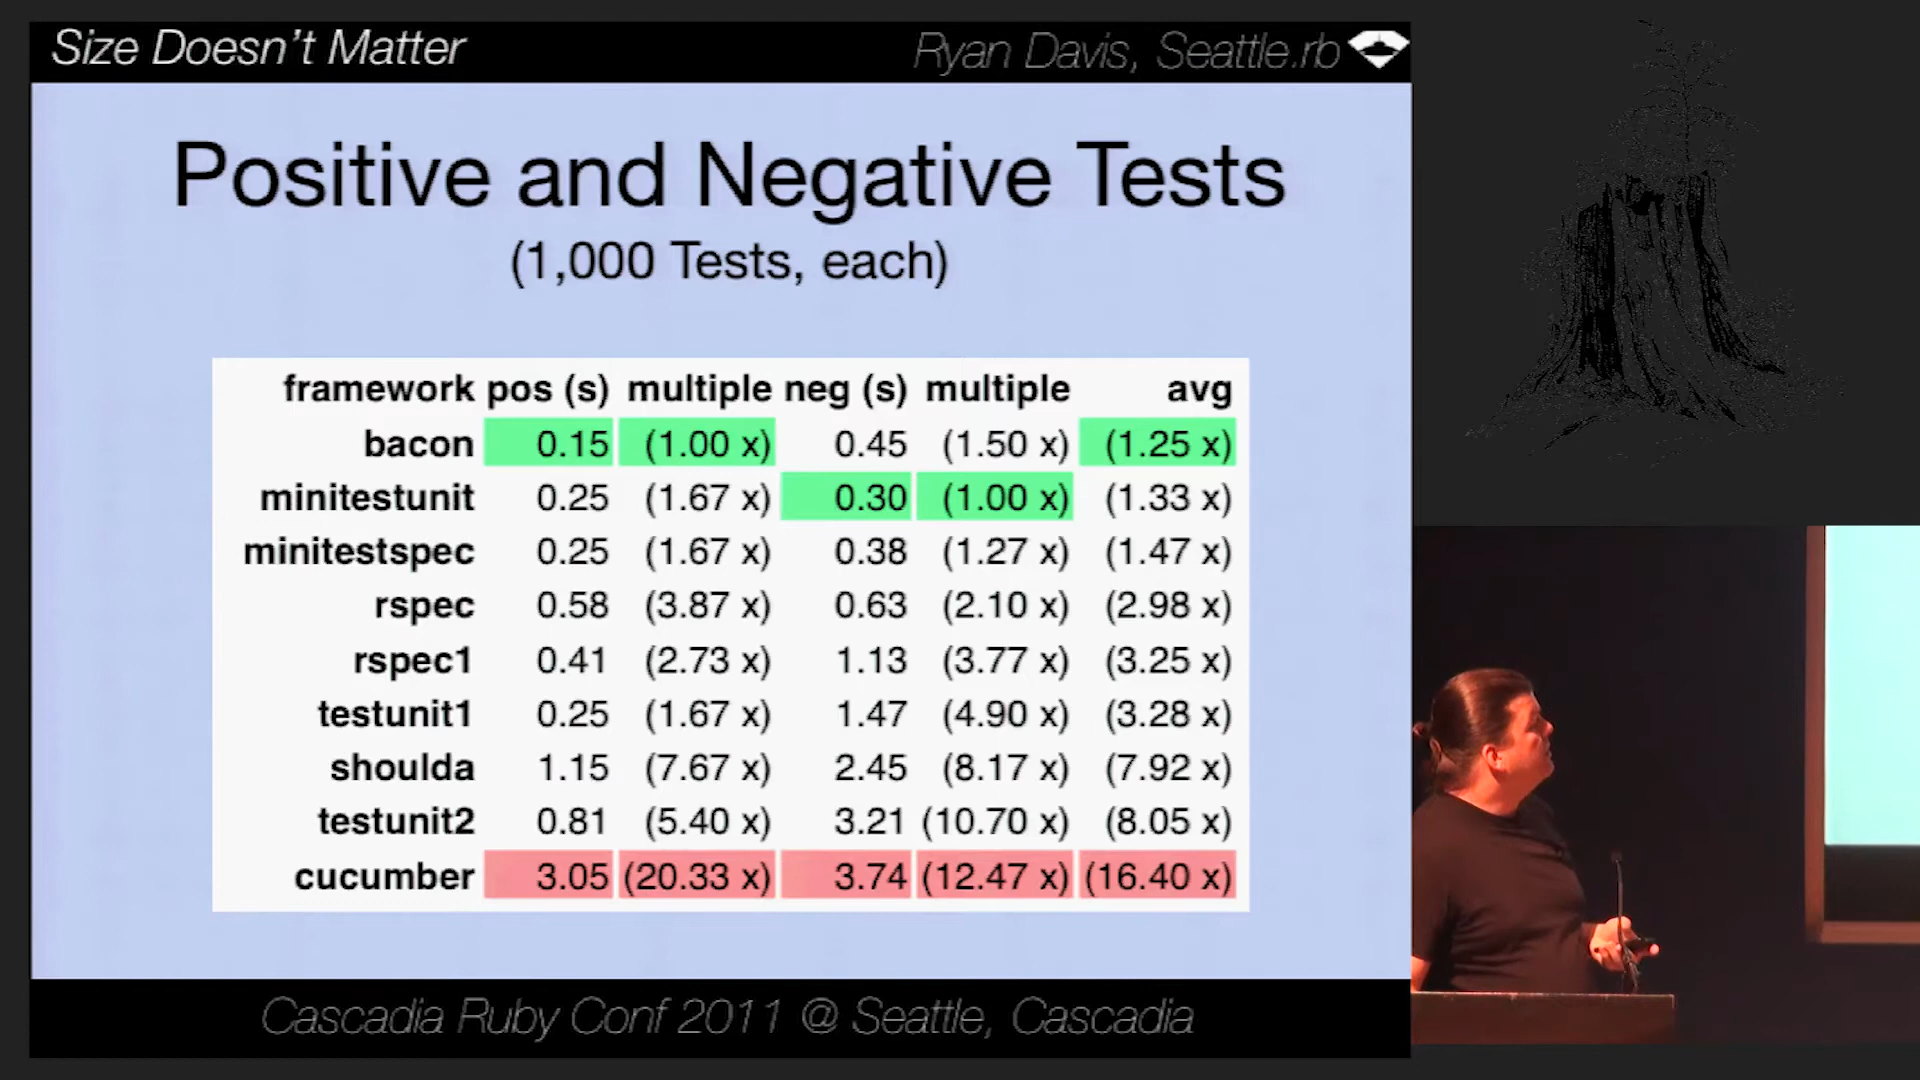 Size Doesn't Matter
Ryan Davis, Seattle.rb
Positive and Negative Tests
(1,000 Tests, each)
framework pos (s) multiple neg (s) multiple avg
bacon 0.15 (1.00 x) 0.45 (1.50 x) (1.25 x)
minitestunit 0.25 (1.67 x) 0.30 (1.00 x) (1.33 x)
minitestspec 0.25 (1.67 x) 0.38 (1.27 x) (1.47 x)
rspec 0.58 (3.87 x) 0.63 (2.10 x) (2.98 x)
rspec1 0.41 (2.73 x) 1.13 (3.77 x) (3.25 x)
testunit1 0.25 (1.67 x) 1.47 (4.90 x) (3.28 x)
shoulda 1.15 (7.67 x) 2.45 (8.17 x) (7.92 x)
testunit2 0.81 (5.40 x) 3.21 (10.70 x) (8.05 x)
cucumber 3.05 (20.33 x) 3.74 (12.47 x) (16.40 x)
Cascadia Ruby Conf 2011 @ Seattle, Cascadia